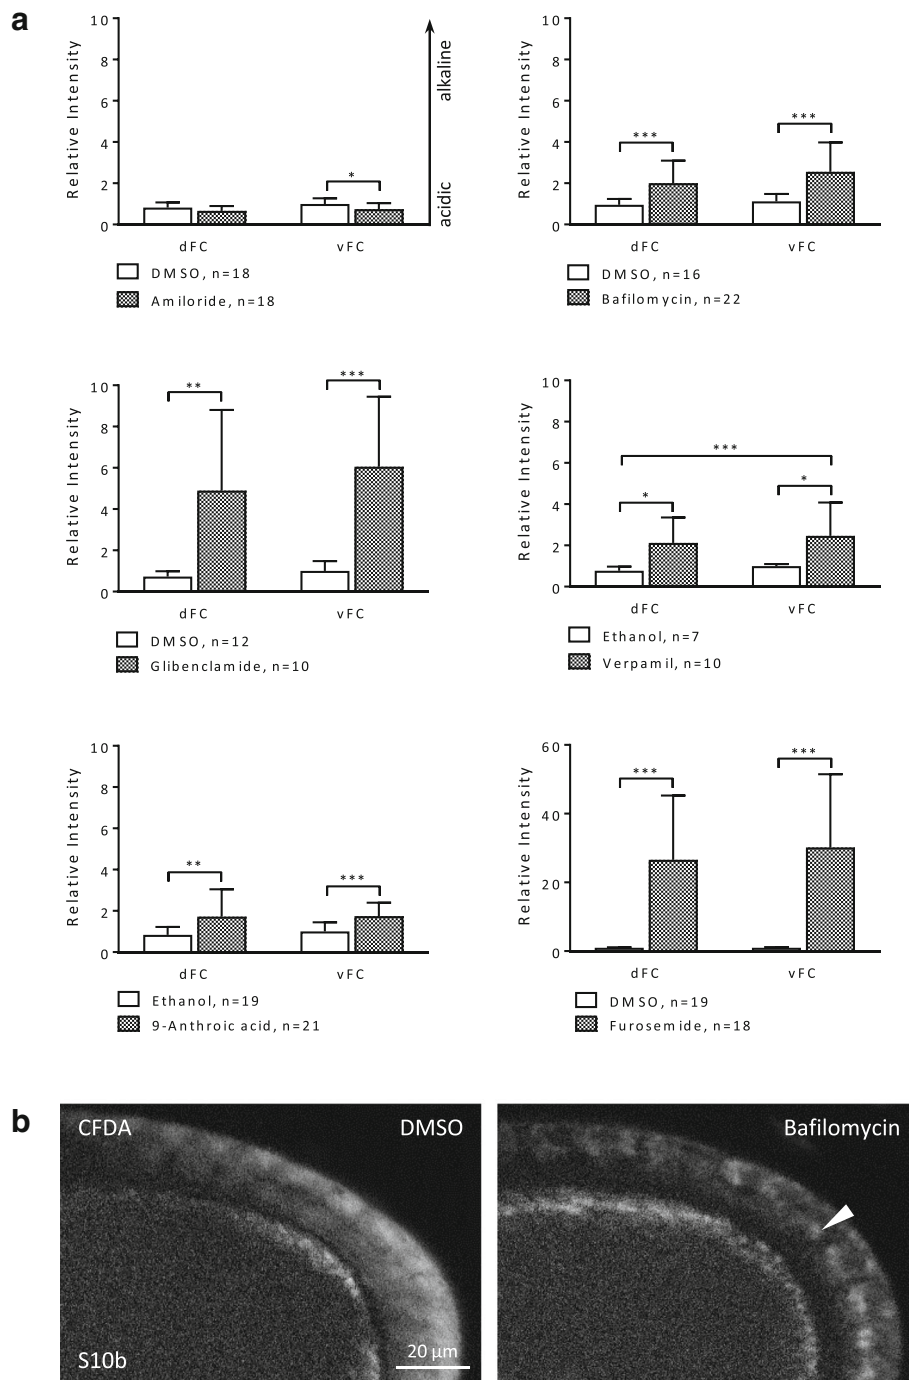 a
10
8
6
4
2
0
Relative Intensity
*
alkaline
acidic
dFC
vFC
DMSO, n=18
Amiloride, n=18
10
8
6
4
2
0
Relative Intensity
***
***
dFC
vFC
DMSO, n=16
Bafilomycin, n=22
10
8
6
4
2
0
Relative Intensity
**
***
dFC
vFC
DMSO, n=12
Glibenclamide, n=10
10
8
6
4
2
0
Relative Intensity
***
*
*
dFC
vFC
Ethanol, n=7
Verpamil, n=10
10
8
6
4
2
0
Relative Intensity
**
***
dFC
vFC
Ethanol, n=19
9-Anthroic acid, n=21
60
40
20
0
Relative Intensity
***
***
dFC
vFC
DMSO, n=19
Furosemide, n=18
b
CFDA
DMSO
S10b
20 μm
Bafilomycin